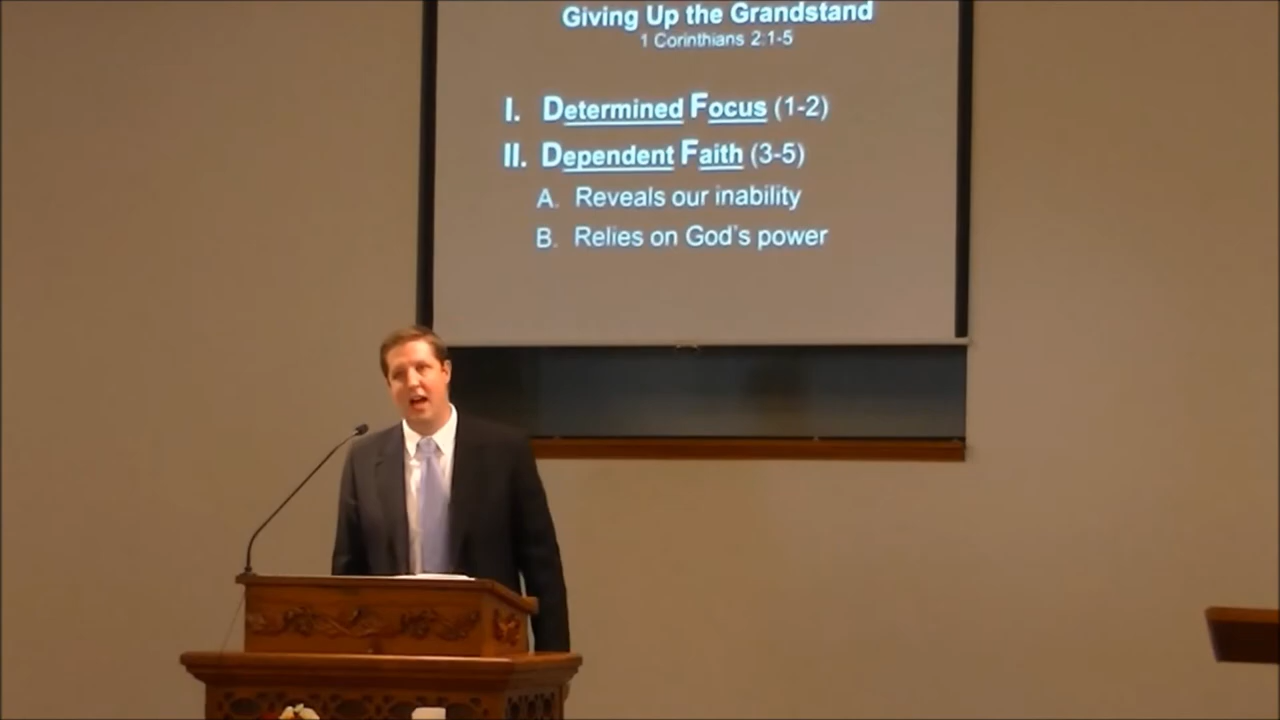 Giving Up the Grandstand
1 Corinthians 2:1-5
I. Determined Focus (1-2)
II. Dependent Faith (3-5)
A. Reveals our inability
B. Relies on God's power